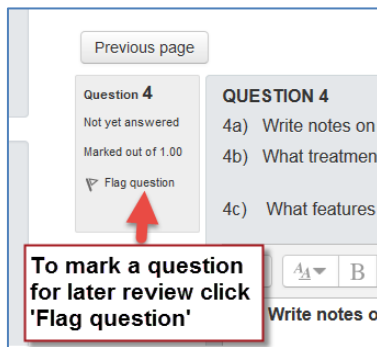 Previous page
Question 4
Not yet answered
Marked out of 1.00
Flag question
QUESTION 4
4a) Write notes on
4b) What treatmen
4c) What features
To mark a question
for later review click
'Flag question'
B
Write notes o